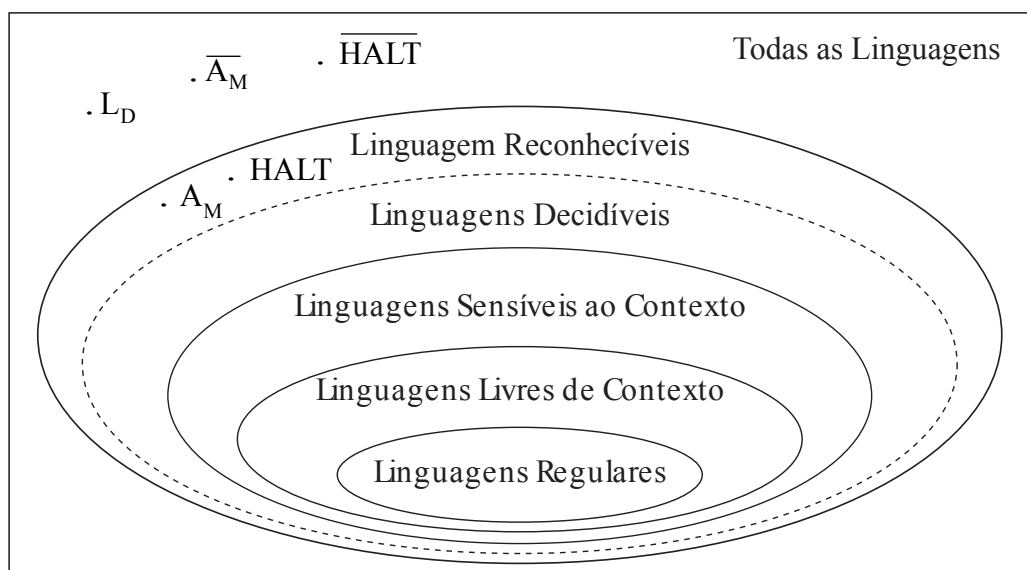 . H̅A̅L̅T̅
Todas as Linguagens
. A̅_M̅
. L_D
Linguagem Reconhecíveis
. HALT
. A_M
Linguagens Decidíveis
Linguagens Sensíveis ao Contexto
Linguagens Livres de Contexto
Linguagens Regulares